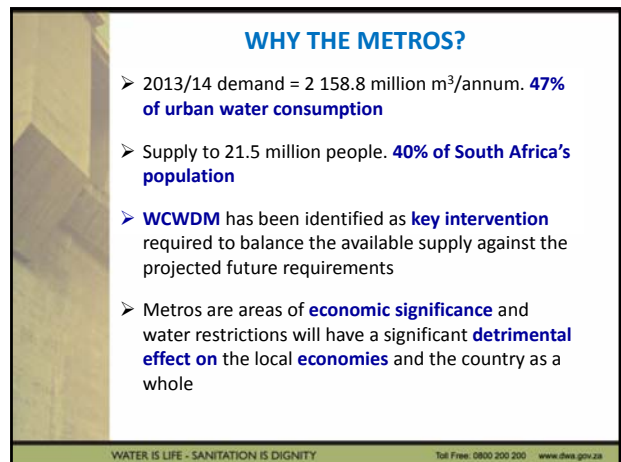 WHY THE METROS?
➢ 2013/14 demand = 2 158.8 million m³/annum. 47%
of urban water consumption
➢ Supply to 21.5 million people. 40% of South Africa’s
population
➢ WCWDM has been identified as key intervention
required to balance the available supply against the
projected future requirements
➢ Metros are areas of economic significance and
water restrictions will have a significant detrimental
effect on the local economies and the country as a
whole
WATER IS LIFE - SANITATION IS DIGNITY Toll Free: 0800 200 200 www.dwa.gov.za